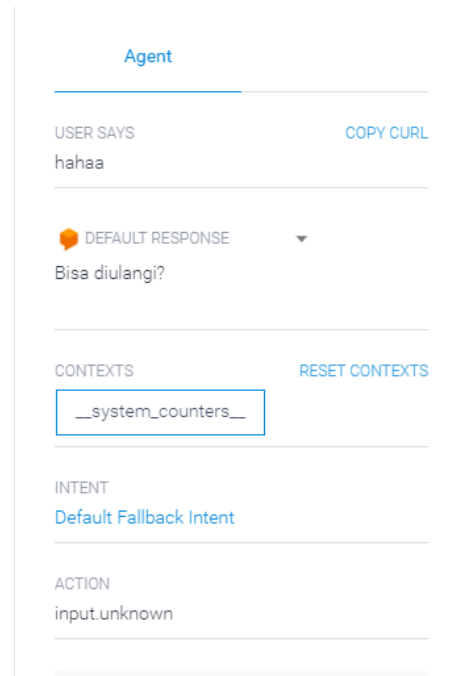 Agent
USER SAYS COPY CURL
hahaa
DEFAULT RESPONSE
Bisa diulangi?
CONTEXTS RESET CONTEXTS
__system_counters__
INTENT
Default Fallback Intent
ACTION
input.unknown